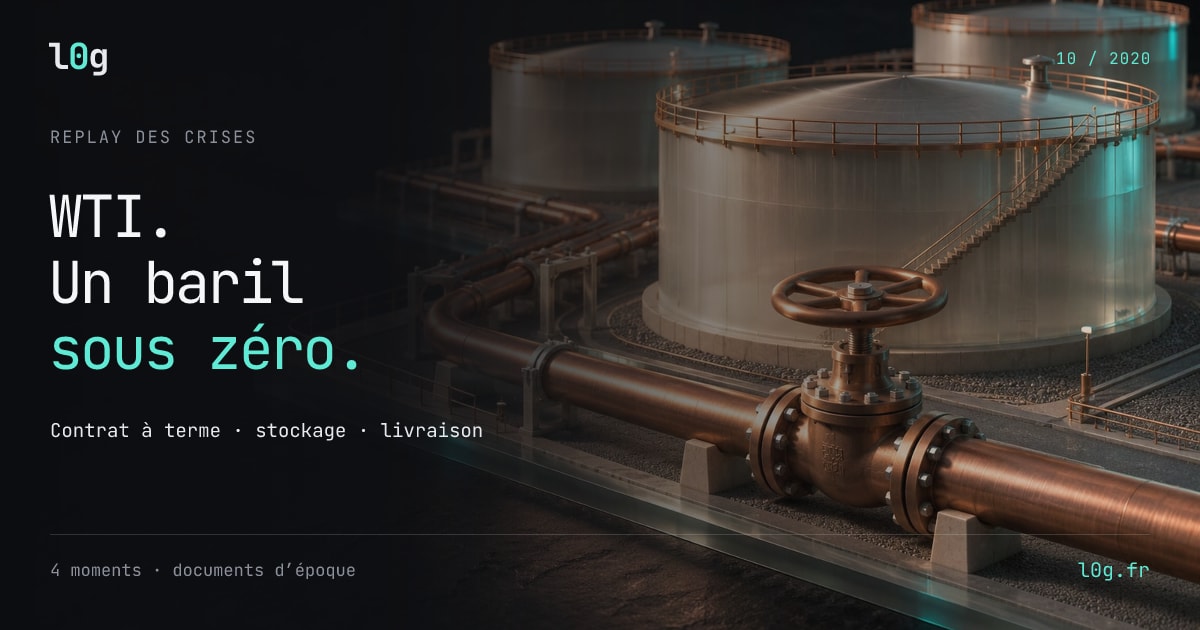 l0g
10 / 2020
REPLAY DES CRISES
WTI.
Un baril
sous zéro.
Contrat à terme · stockage · livraison
4 moments · documents d’époque
l0g.fr